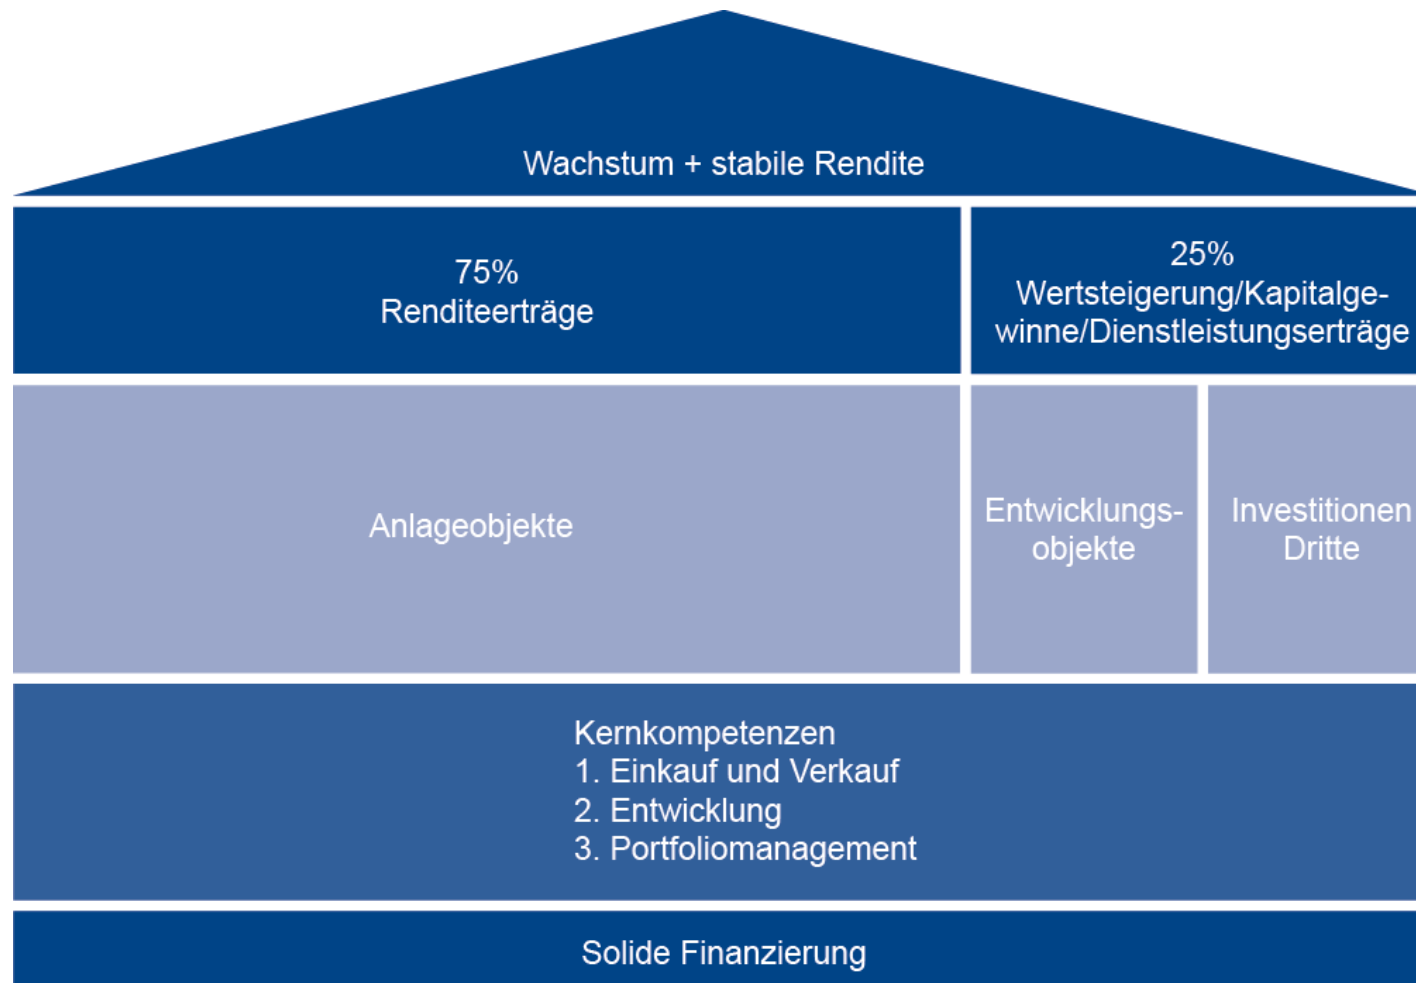 Wachstum + stabile Rendite
75%
Renditeerträge
25%
Wertsteigerung/Kapitalge-
winne/Dienstleistungserträge
Anlageobjekte
Entwicklungs-
objekte
Investitionen
Dritte
Kernkompetenzen
1. Einkauf und Verkauf
2. Entwicklung
3. Portfoliomanagement
Solide Finanzierung